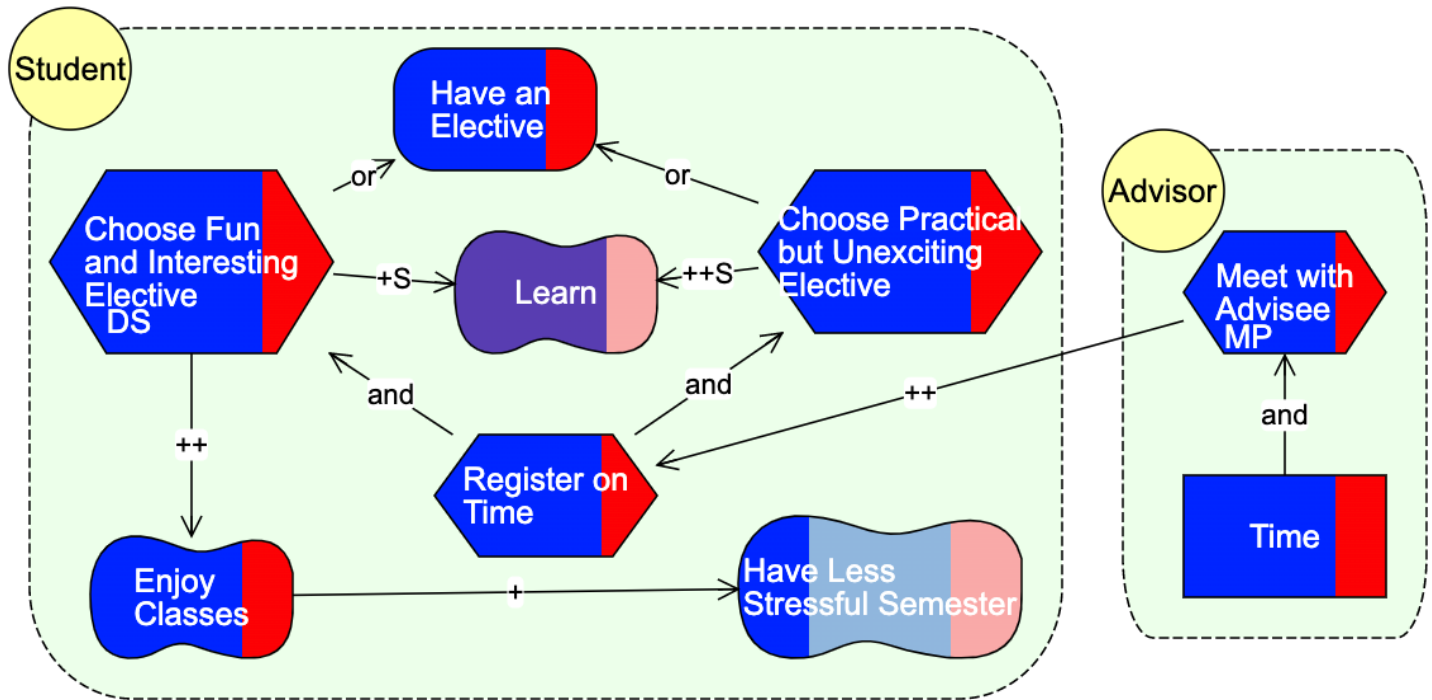 Student
Have an
Elective
or
or
Choose Fun
and Interesting
Elective
DS
Choose Practical
but Unexciting
Elective
Advisor
Meet with
Advisee
MP
+S
Learn
++S
and
and
++
and
++
Register on
Time
Time
Enjoy
Classes
+
Have Less
Stressful Semester